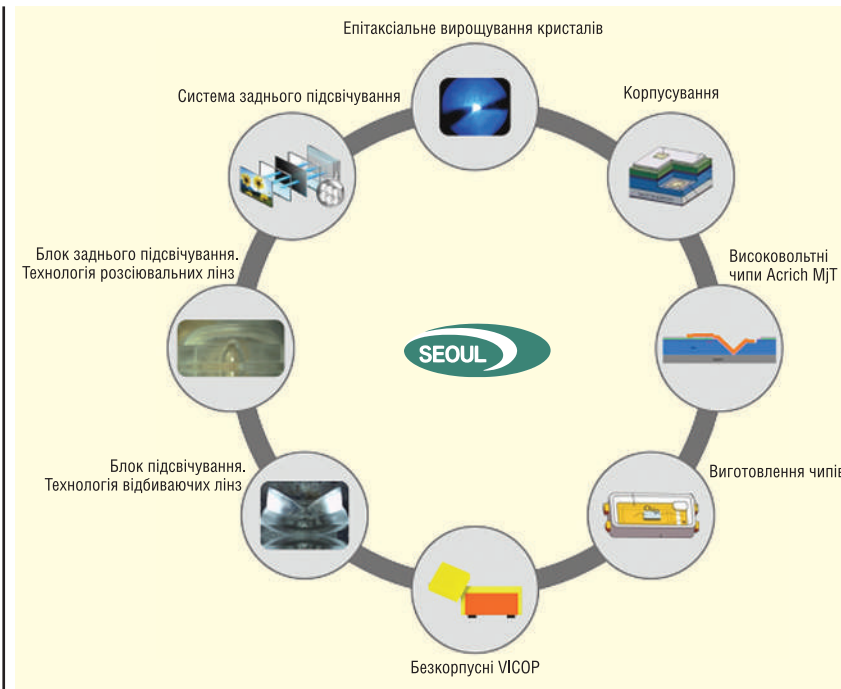 Епітаксіальне вирощування кристалів
Система заднього підсвічування
Корпусування
Блок заднього підсвічування.
Технологія розсіювальних лінз
Високовольтні
чипи Acrich MjT
SEOUL
Блок підсвічування.
Технологія відбиваючих лінз
Виготовлення чипів
Безкорпусні VICOP